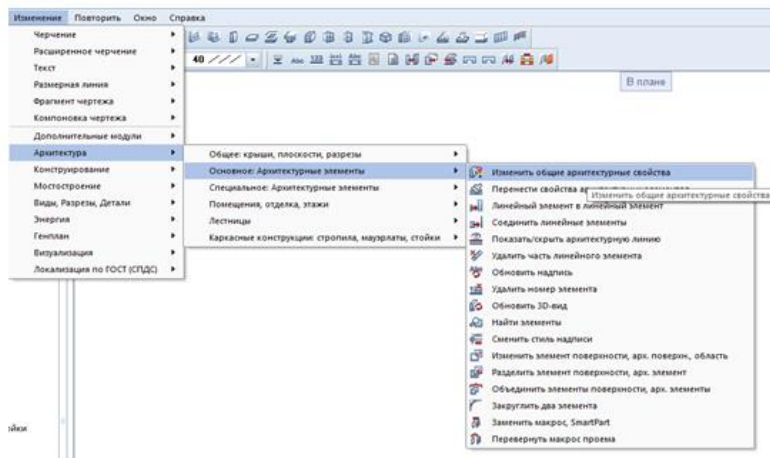 Изменение Повторить Окно Справка
40
В плане
Черчение
Расширенное черчение
Текст
Размерная линия
Фрагмент чертежа
Компоновка чертежа
Дополнительные модули
Архитектура
Конструирование
Мостостроение
Виды, Разрезы, Детали
Энергия
Генплан
Визуализация
Локализация по ГОСТ (СПДС)
Общее: крыши, плоскости, разрезы
Основное: Архитектурные элементы
Специальное: Архитектурные элементы
Помещения, отделка, этажи
Лестницы
Каркасные конструкции: стропила, мауэрлаты, стойки
Изменить общие архитектурные свойства
Перенести свойства
Изменить общие архитектурные свойства
Линейный элемент в линейный элемент
Соединить линейные элементы
Показать/скрыть архитектурную линию
Удалить часть линейного элемента
Обновить надпись
Удалить номер элемента
Обновить 3D-вид
Найти элементы
Сменить стиль надписи
Изменить элемент поверхности, арх. поверхн., область
Разделить элемент поверхности, арх. элемент
Объединить элементы поверхности, арх. элементы
Закруглить два элемента
Заменить макрос, SmartPart
Перевернуть макрос проема